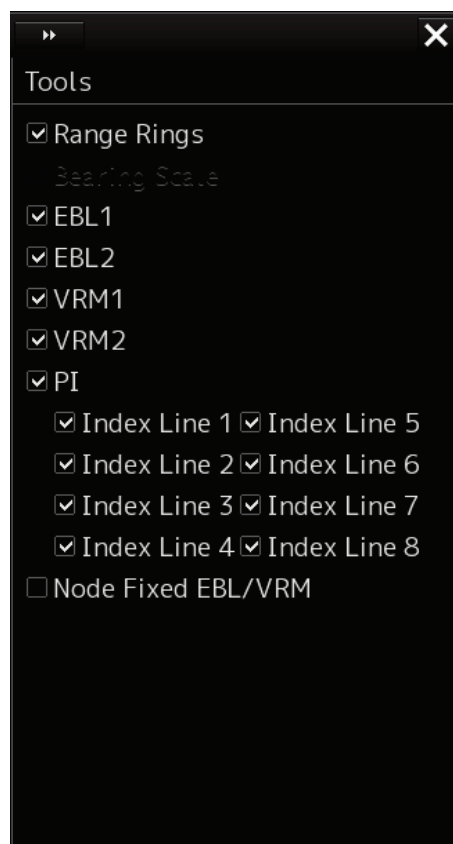 Tools
Range Rings
Bearing Scale
EBL1
EBL2
VRM1
VRM2
PI
Index Line 1 Index Line 5
Index Line 2 Index Line 6
Index Line 3 Index Line 7
Index Line 4 Index Line 8
Node Fixed EBL/VRM